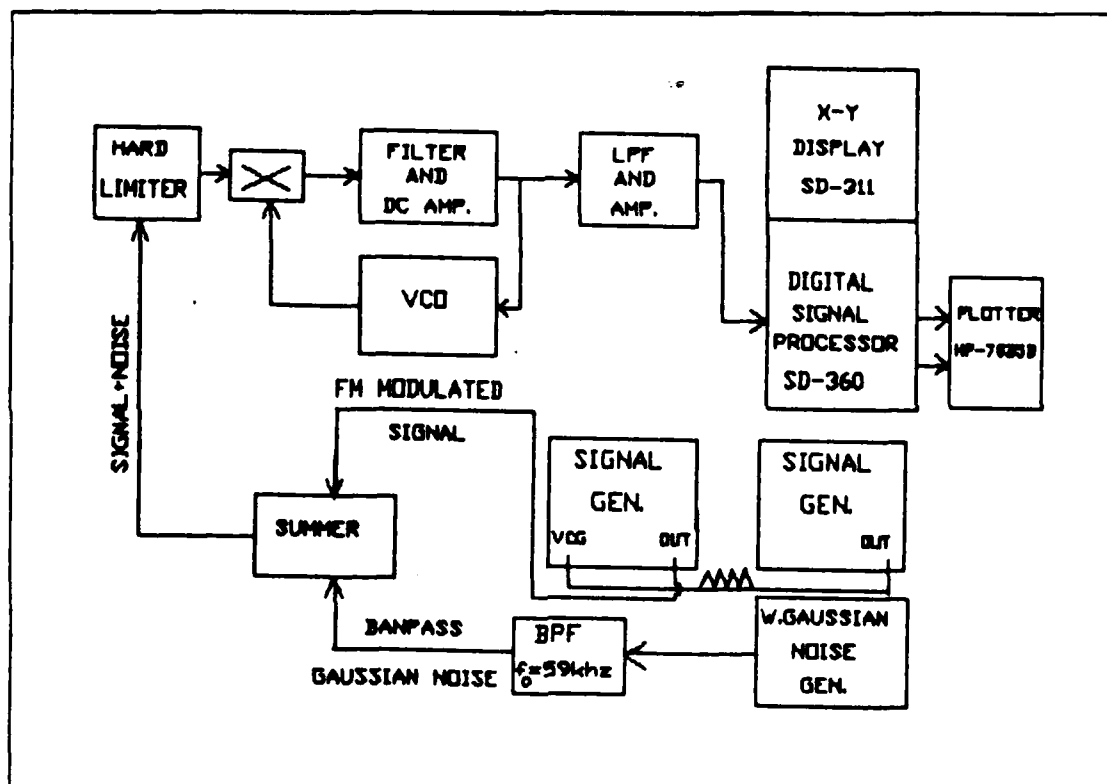 HARD
LIMITER
FILTER
AND
DC AMP.
LPF
AND
AMP.
X-Y
DISPLAY
SD-311
VCO
DIGITAL
SIGNAL
PROCESSOR
SD-360
PLOTTER
SIGNAL+NOISE
FM MODULATED
SIGNAL
SUMMER
SIGNAL
GEN.
VCG OUT
SIGNAL
GEN.
OUT
BANPASS
GAUSSIAN NOISE
BPF
f0=59khz
W.GAUSSIAN
NOISE
GEN.